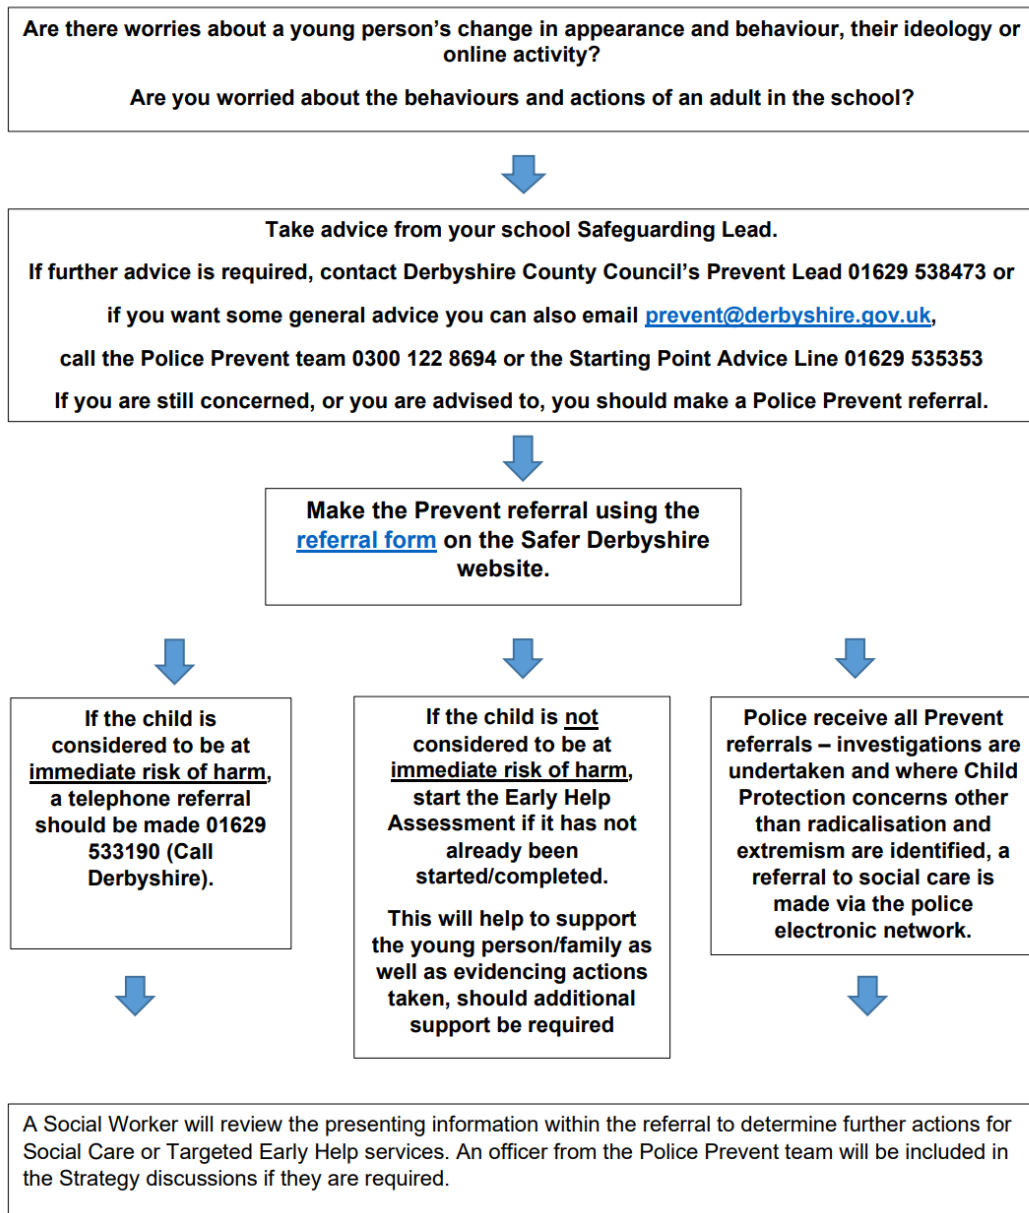 Are there worries about a young person's change in appearance and behaviour, their ideology or
online activity?
Are you worried about the behaviours and actions of an adult in the school?
Take advice from your school Safeguarding Lead.
If further advice is required, contact Derbyshire County Council's Prevent Lead 01629 538473 or
if you want some general advice you can also email prevent@derbyshire.gov.uk,
call the Police Prevent team 0300 122 8694 or the Starting Point Advice Line 01629 535353
If you are still concerned, or you are advised to, you should make a Police Prevent referral.
Make the Prevent referral using the
referral form on the Safer Derbyshire
website.
If the child is
considered to be at
immediate risk of harm,
a telephone referral
should be made 01629
533190 (Call
Derbyshire).
If the child is not
considered to be at
immediate risk of harm,
start the Early Help
Assessment if it has not
already been
started/completed.
This will help to support
the young person/family as
well as evidencing actions
taken, should additional
support be required
Police receive all Prevent
referrals – investigations are
undertaken and where Child
Protection concerns other
than radicalisation and
extremism are identified, a
referral to social care is
made via the police
electronic network.
A Social Worker will review the presenting information within the referral to determine further actions for
Social Care or Targeted Early Help services. An officer from the Police Prevent team will be included in
the Strategy discussions if they are required.